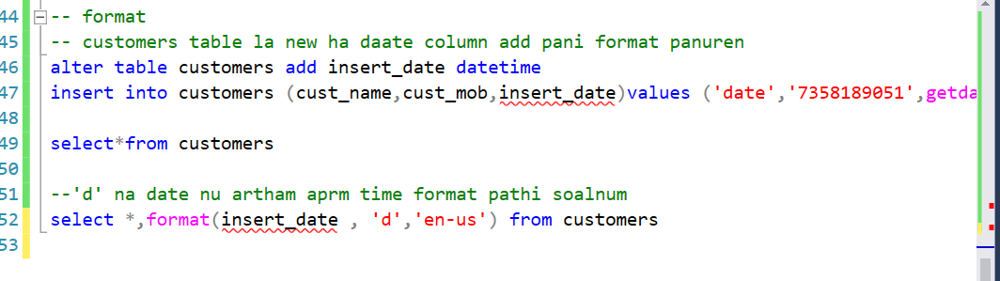 44 -- format
45 -- customers table la new ha daate column add pani format panuren
46 alter table customers add insert_date datetime
47 insert into customers (cust_name,cust_mob,insert_date)values ('date','7358189051',getda
48
49 select*from customers
50
51 --'d' na date nu artham aprm time format pathi soalnum
52 select *,format(insert_date , 'd','en-us') from customers
53